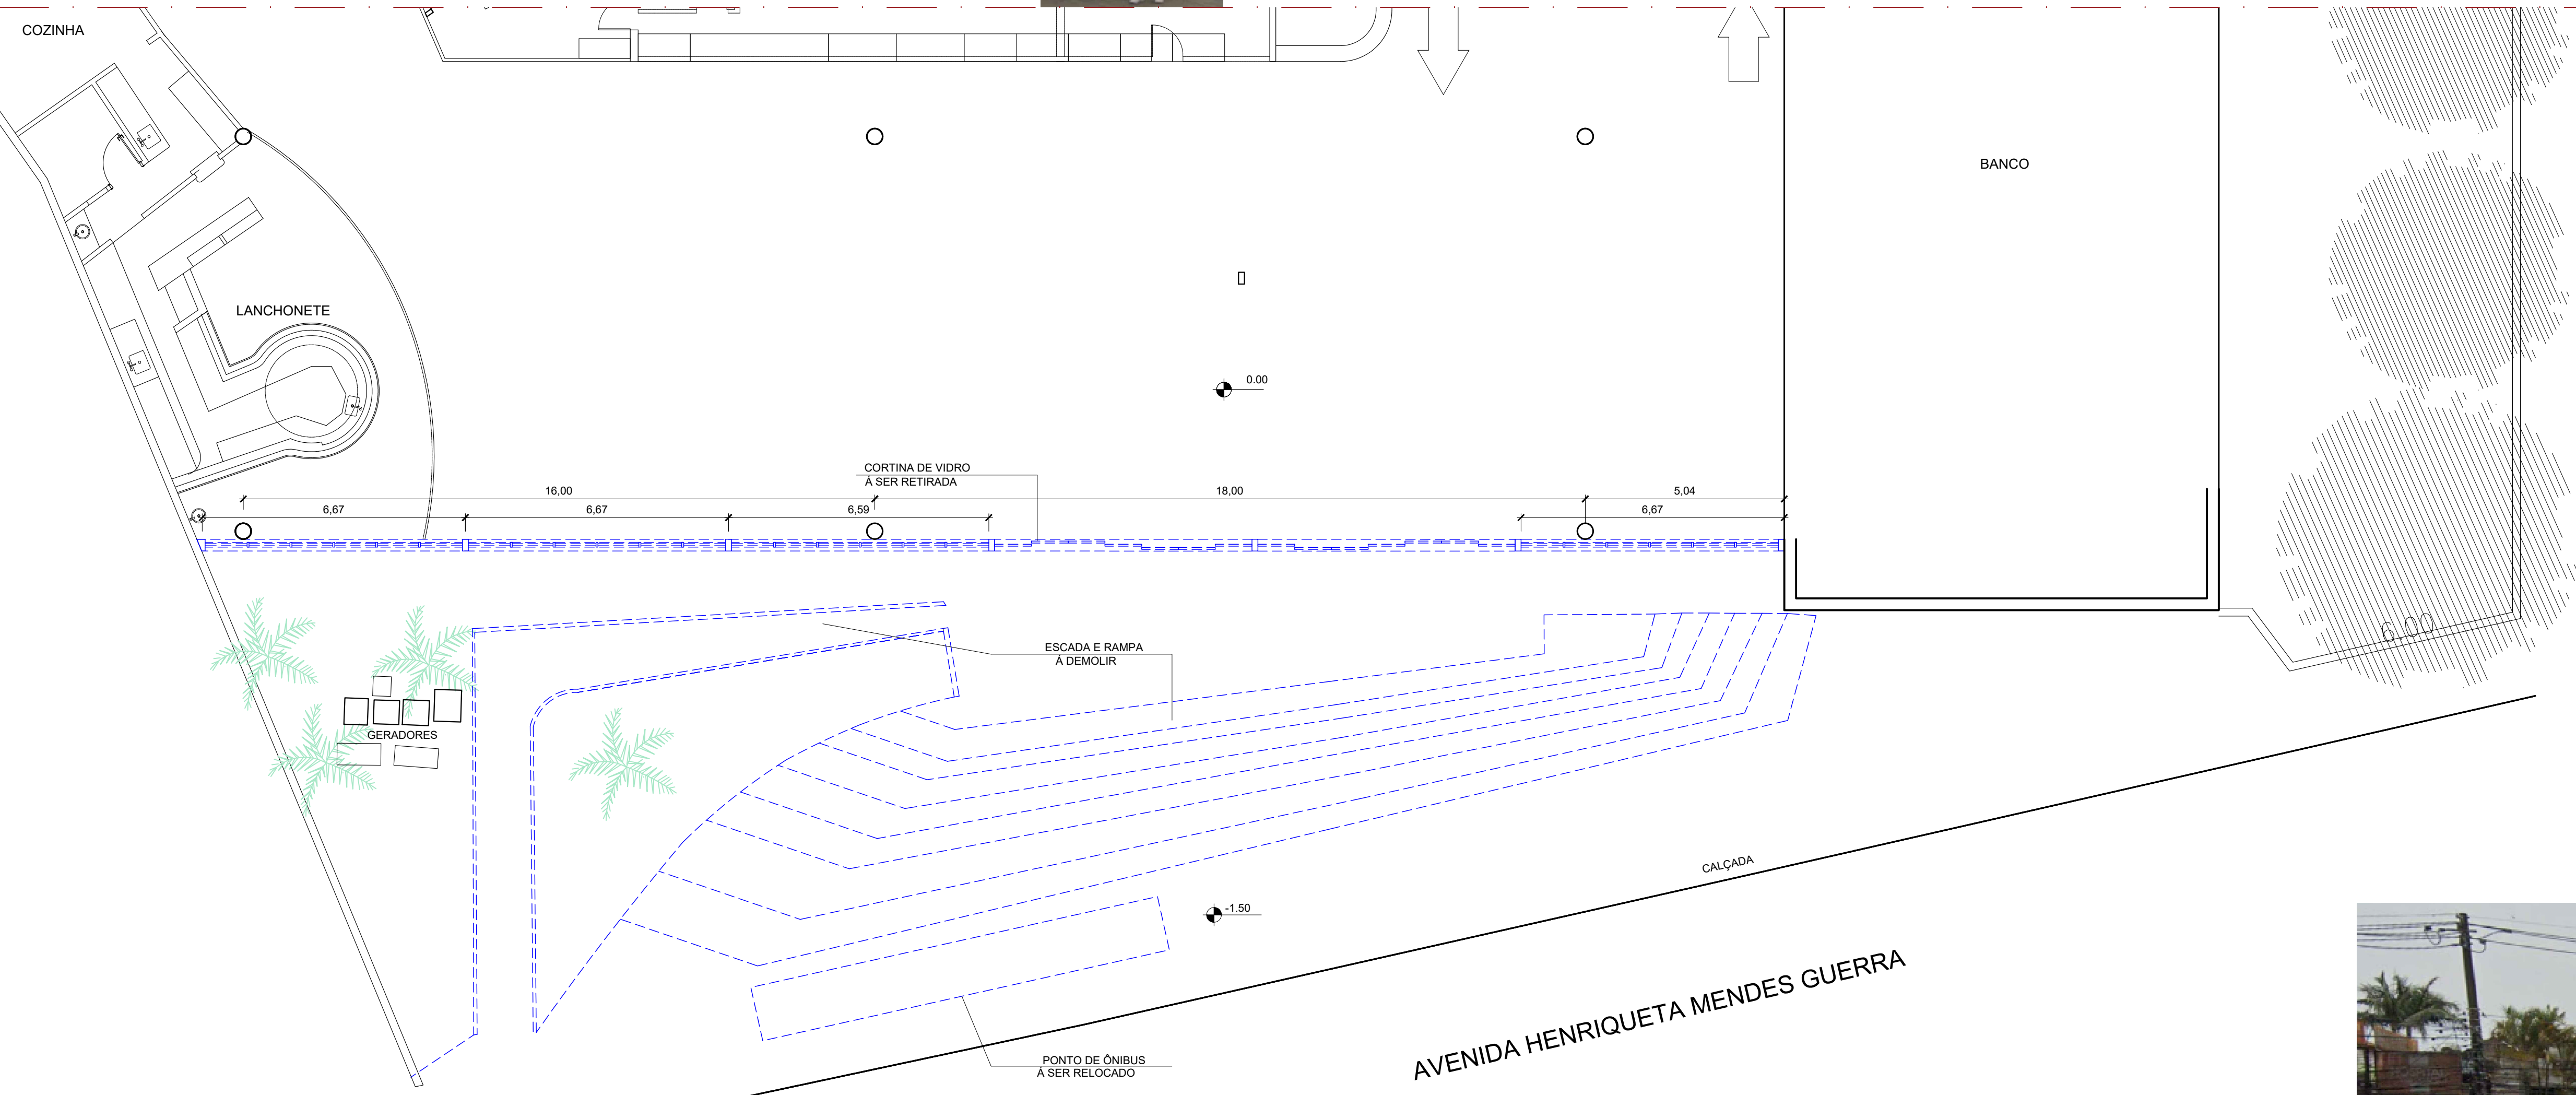 COZINHA
BANCO
LANCHONETE
0.00
CORTINA DE VIDRO
Á SER RETIRADA
16,00
18,00
5,04
6,67
6,67
6,59
6,67
6.00
ESCADA E RAMPA
Á DEMOLIR
GERADORES
CALÇADA
-1.50
AVENIDA HENRIQUETA MENDES GUERRA
PONTO DE ÔNIBUS
Á SER RELOCADO